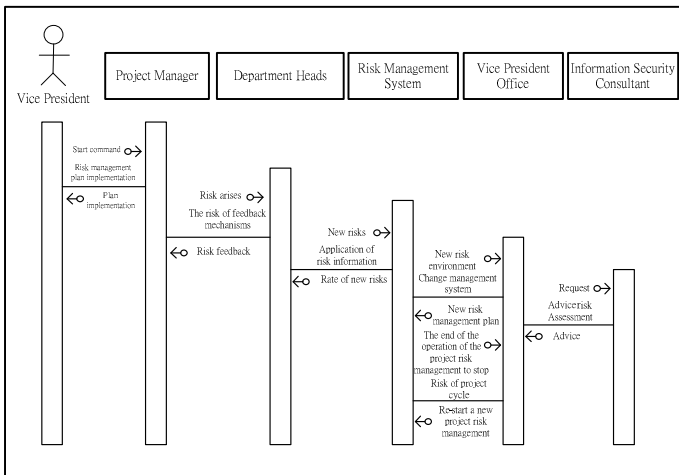 Vice President
Project Manager
Department Heads
Risk Management
System
Vice President
Office
Information Security
Consultant
Start command
Risk management
plan implementation
Plan
implementation
Risk arises
The risk of feedback
mechanisms
Risk feedback
New risks
Application of
risk information
Rate of new risks
New risk
environment
Change management
system
New risk
management plan
The end of the
operation of the
project risk
management to stop
Risk of project
cycle
Re-start a new
project risk
management
Request
Advicerisk
Assessment
Advice